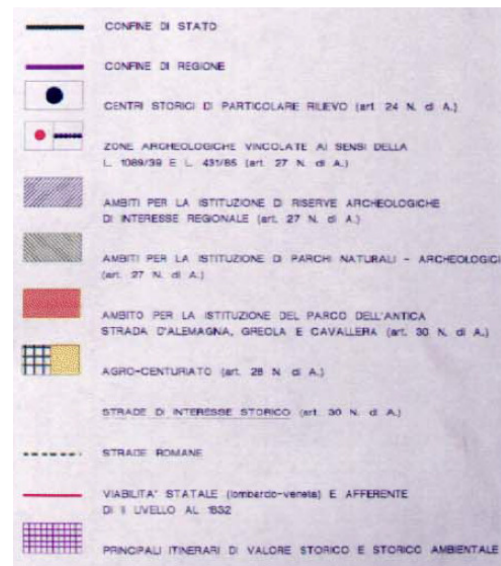 CONFINE DI STATO
CONFINE DI REGIONE
CENTRI STORICI DI PARTICOLARE RILIEVO (art. 24 N. di A.)
ZONE ARCHEOLOGICHE VINCOLATE AI SENSI DELLA
L. 1089/39 E L. 431/85 (art. 27 N. di A.)
AMBITI PER LA ISTITUZIONE DI RISERVE ARCHEOLOGICHE
DI INTERESSE REGIONALE (art. 27 N. di A.)
AMBITI PER LA ISTITUZIONE DI PARCHI NATURALI - ARCHEOLOGICI
(art. 27 N. di A.)
AMBITO PER LA ISTITUZIONE DEL PARCO DELL'ANTICA
STRADA D'ALEMAGNA, GREOLA E CAVALLERA (art. 30 N. di A.)
AGRO-CENTURIATO (art. 28 N. di A.)
STRADE DI INTERESSE STORICO (art. 30 N. di A.)
STRADE ROMANE
VIABILITA' STATALE (lombardo-veneta) E AFFERENTE
DI II LIVELLO AL 1832
PRINCIPALI ITINERARI DI VALORE STORICO E STORICO AMBIENTALE